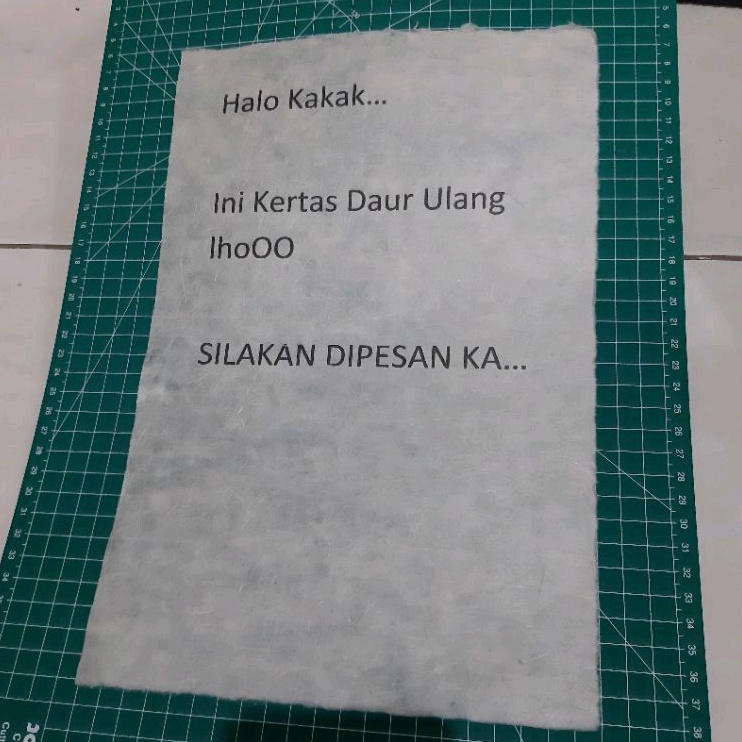 Halo Kakak...
Ini Kertas Daur Ulang
lhoOO
SILAKAN DIPESAN KA...